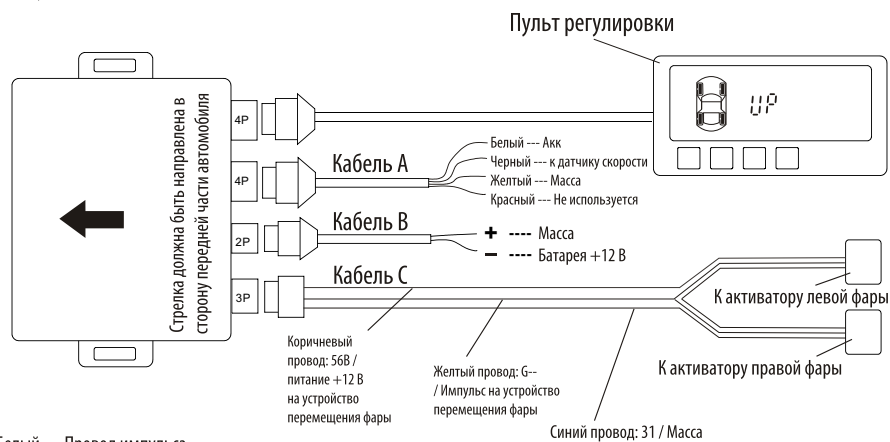 Пульт регулировки
Стрелка должна быть направлена в
сторону передней части автомобиля
4P
4P
2P
3P
UP
Кабель А
Белый --- Акк
Черный --- к датчику скорости
Желтый --- Масса
Красный --- Не используется
Кабель В
+ ---- Масса
− ---- Батарея +12 В
Кабель С
К активатору левой фары
К активатору правой фары
Коричневый
провод: 56В /
питание +12 В
на устройство
перемещения фары
Желтый провод: G--
/ Импульс на устройство
перемещения фары
Синий провод: 31 / Масса